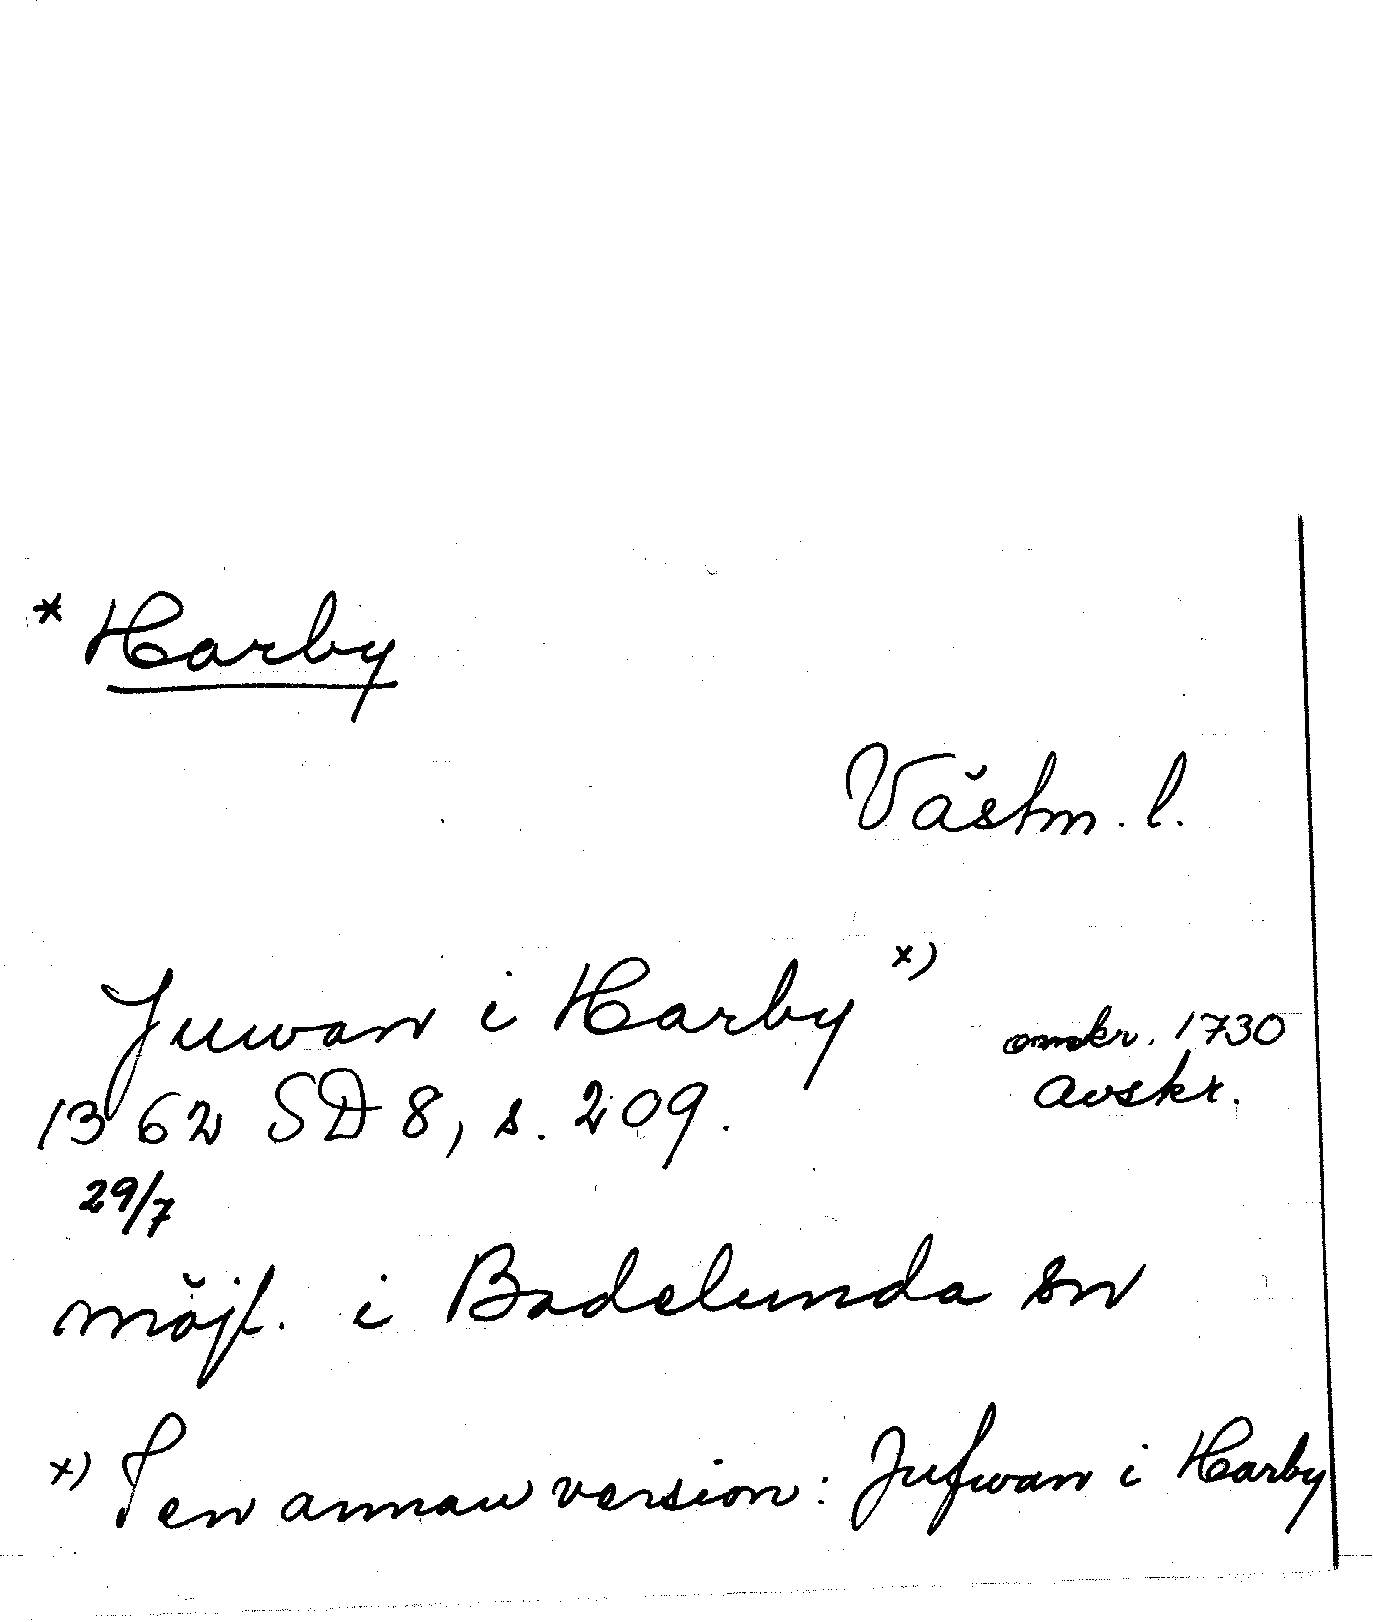 * Harby
Västm. l.
Juwan i Harby x)
omkr. 1730
avskr.
1362 SD 8, s. 209.
29/7
möjl. i Badelunda sn
x) I en annan version: Jufwan i Harby